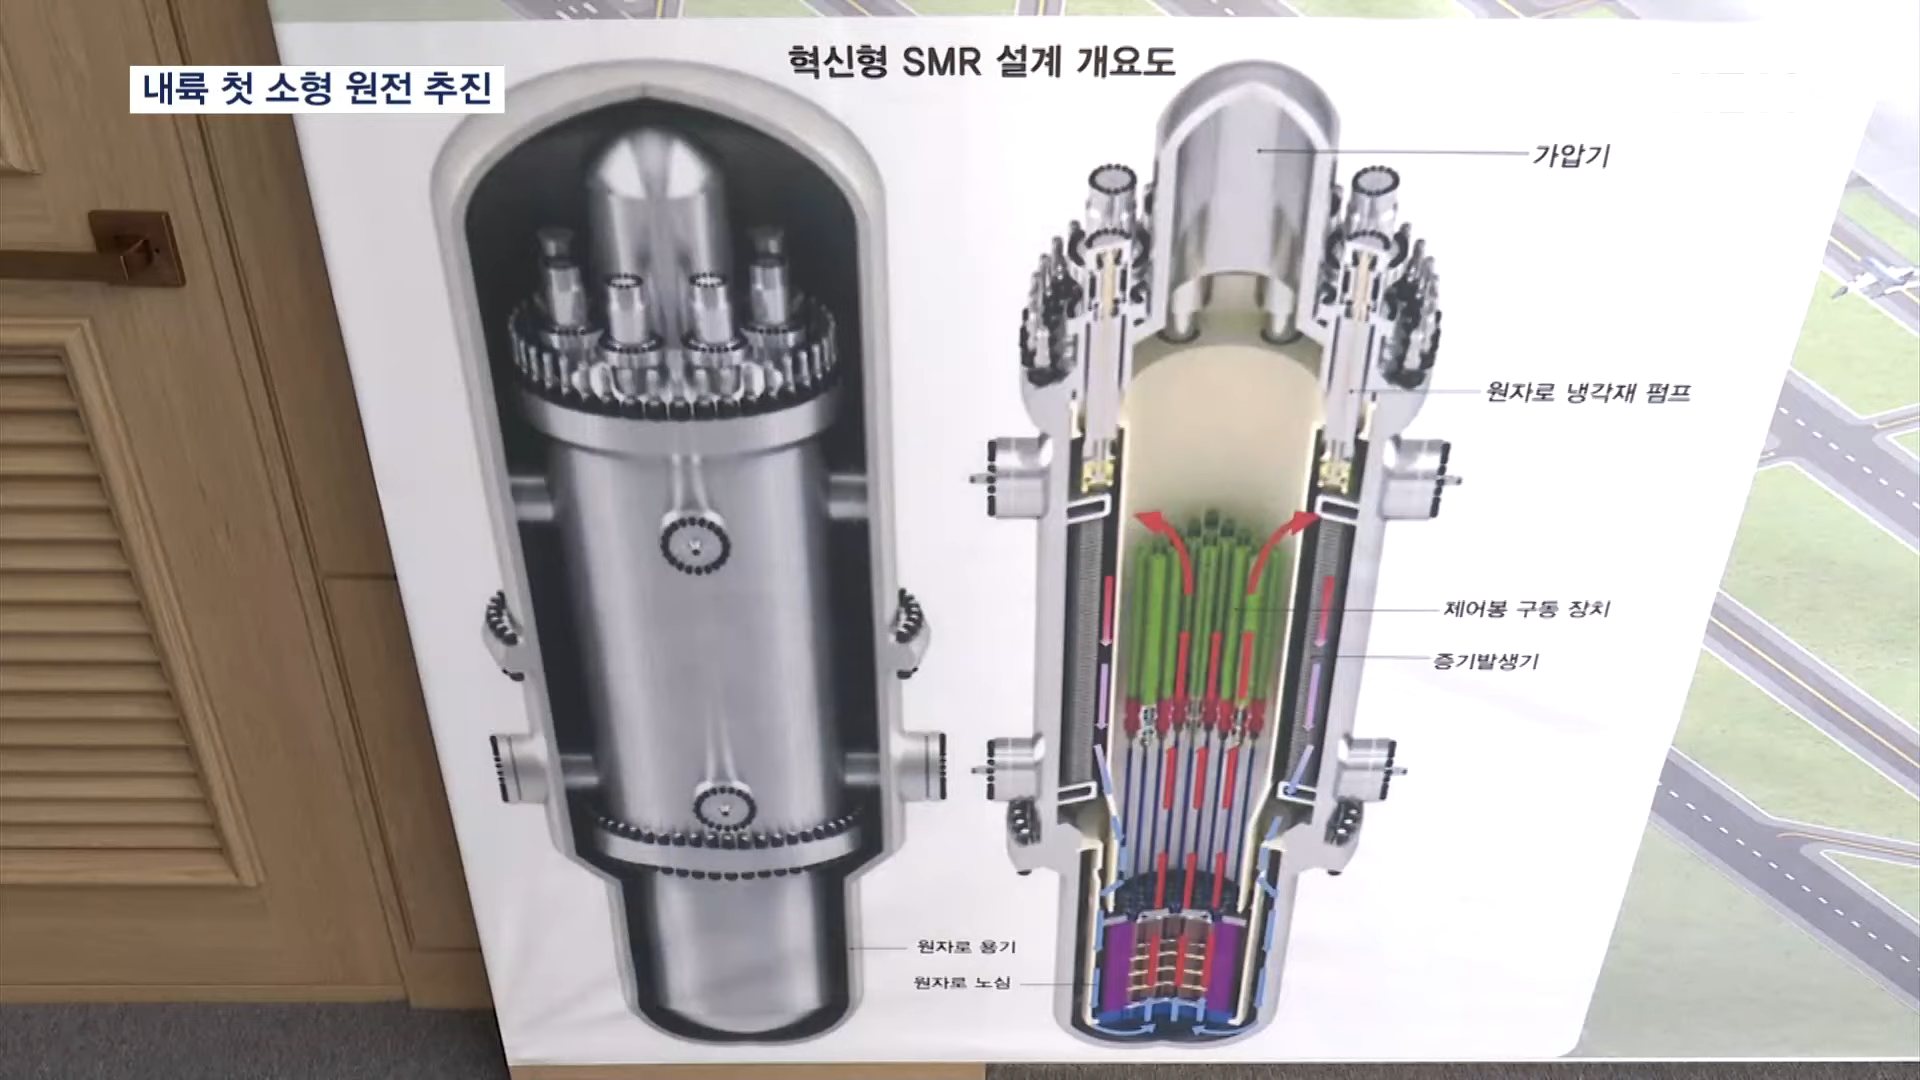 혁신형 SMR 설계 개요도
내륙 첫 소형 원전 추진
가압기
원자로 냉각재 펌프
제어봉 구동 장치
증기발생기
원자로 용기
원자로 노심